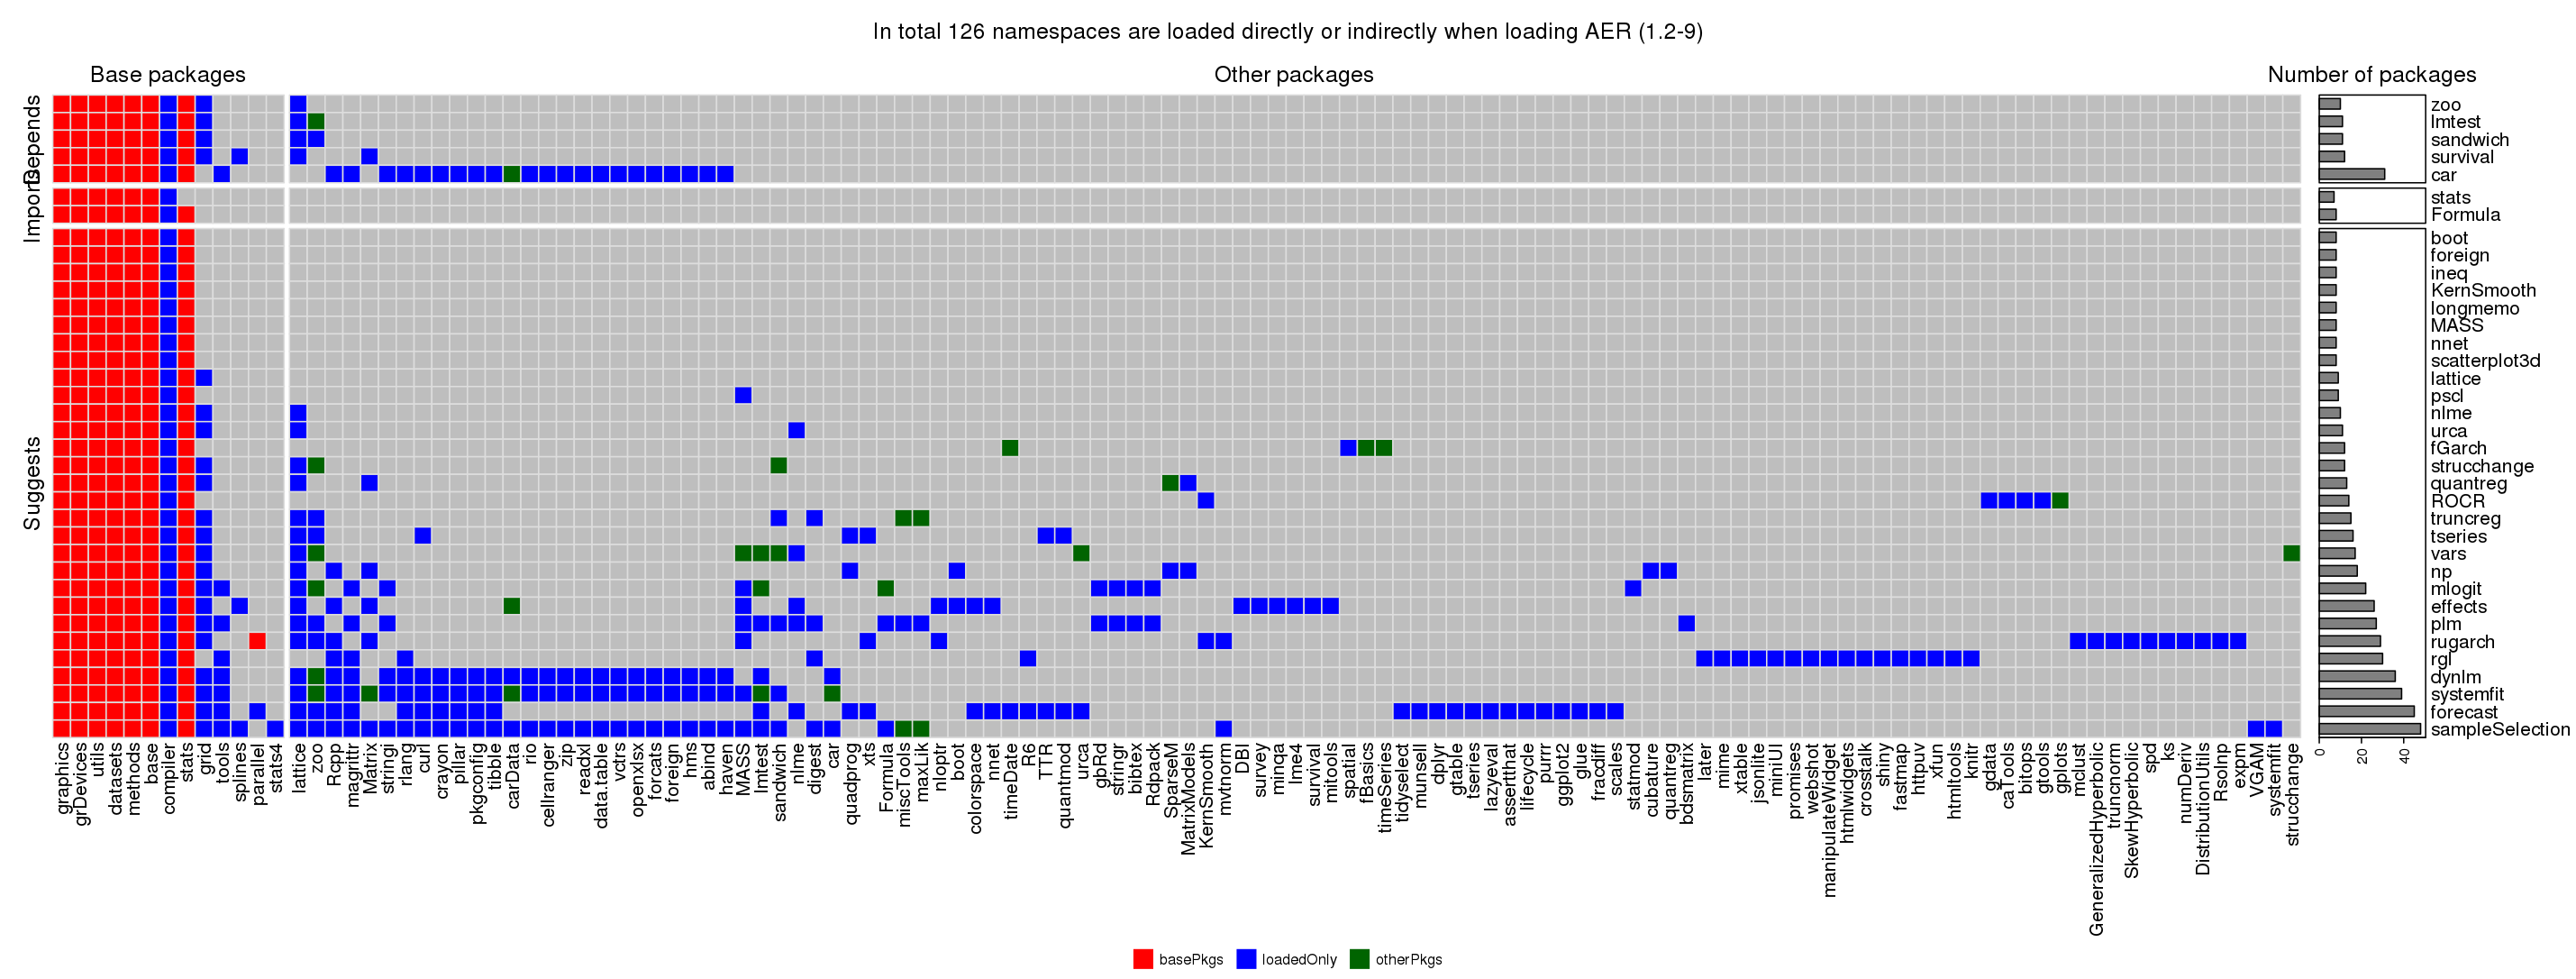 In total 126 namespaces are loaded directly or indirectly when loading AER (1.2-9)
Base packages
Other packages
Number of packages
Depends
Imports
Suggests
zoo
lmtest
sandwich
survival
car
stats
Formula
boot
foreign
ineq
KernSmooth
longmemo
MASS
nnet
scatterplot3d
lattice
pscl
nlme
urca
fGarch
strucchange
quantreg
ROCR
truncreg
tseries
vars
np
mlogit
effects
plm
rugarch
rgl
dynlm
systemfit
forecast
sampleSelection
graphics
grDevices
utils
datasets
methods
base
compiler
stats
grid
tools
splines
parallel
stats4
lattice
zoo
Rcpp
magrittr
Matrix
stringi
rlang
curl
crayon
pillar
pkgconfig
tibble
carData
rio
cellranger
zip
readxl
data.table
vctrs
openxlsx
forcats
foreign
hms
abind
haven
MASS
lmtest
sandwich
nlme
digest
car
quadprog
xts
Formula
miscTools
maxLik
nloptr
boot
colorspace
nnet
timeDate
R6
TTR
quantmod
urca
gbRd
stringr
bibtex
Rdpack
SparseM
MatrixModels
KernSmooth
mvtnorm
DBI
survey
minqa
lme4
survival
mitools
spatial
fBasics
timeSeries
tidyselect
munsell
dplyr
gtable
tseries
lazyeval
assertthat
lifecycle
purrr
ggplot2
glue
fracdiff
scales
statmod
cubature
quantreg
bdsmatrix
later
mime
xtable
jsonlite
miniUI
promises
webshot
manipulateWidget
htmlwidgets
crosstalk
shiny
fastmap
httpuv
xfun
htmltools
knitr
gdata
caTools
bitops
gtools
gplots
mclust
GeneralizedHyperbolic
truncnorm
SkewHyperbolic
spd
ks
numDeriv
DistributionUtils
Rsolnp
expm
VGAM
systemfit
strucchange
0
20
40
basePkgs
loadedOnly
otherPkgs